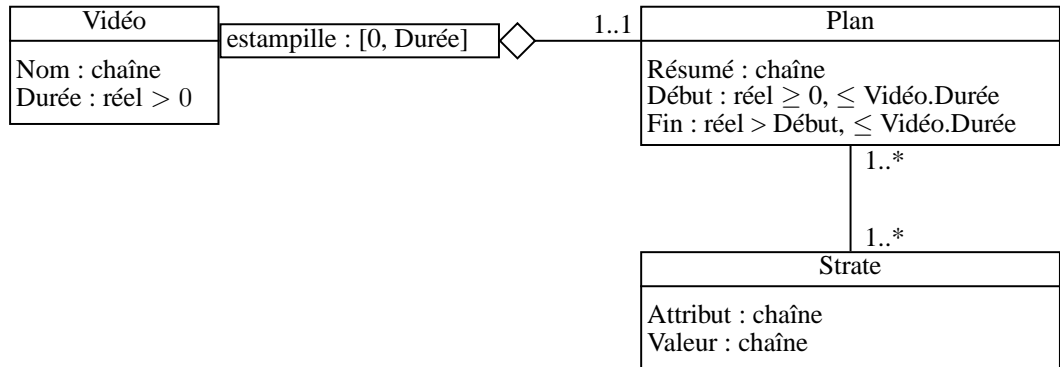 Vidéo
Nom : chaîne
Durée : réel > 0
estampille : [0, Durée]
1..1
Plan
Résumé : chaîne
Début : réel ≥ 0, ≤ Vidéo.Durée
Fin : réel > Début, ≤ Vidéo.Durée
1..*
1..*
Strate
Attribut : chaîne
Valeur : chaîne